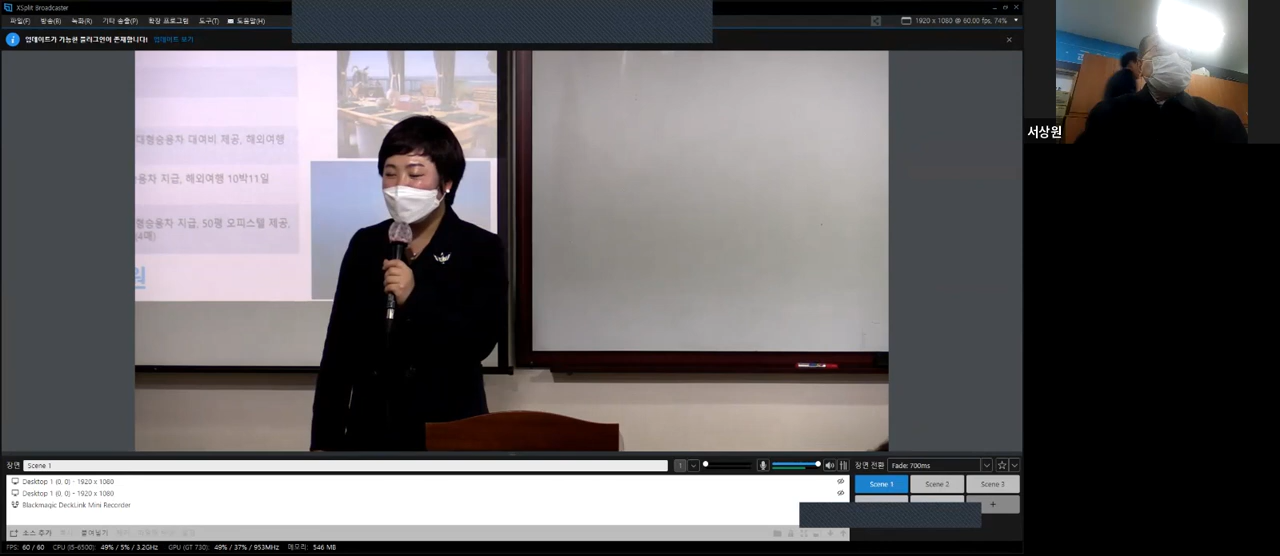 XSplit Broadcaster
파일(F) 방송(B) 녹화(R) 기타 송출(P) 확장 프로그램 도구(T) 도움말(H)
1920 x 1080 @ 60.00 fps, 74%
업데이트가 가능한 플러그인이 존재합니다! 업데이트 보기
서상원
대형승용차 대여비 제공, 해외여행
용차 지급, 해외여행 10박11일
형승용차 지급, 50평 오피스텔 제공,
원
장면 Scene 1
1
장면 전환 Fade: 700ms
Desktop 1 (0, 0) - 1920 x 1080
Desktop 1 (0, 0) - 1920 x 1080
Blackmagic DeckLink Mini Recorder
Scene 1 Scene 2 Scene 3
+
소스 추가 붙여넣기
FPS: 60 / 60 CPU (i5-6500): 49% / 5% / 3.2GHz GPU (GT 730): 49% / 37% / 953MHz 메모리: 546 MB